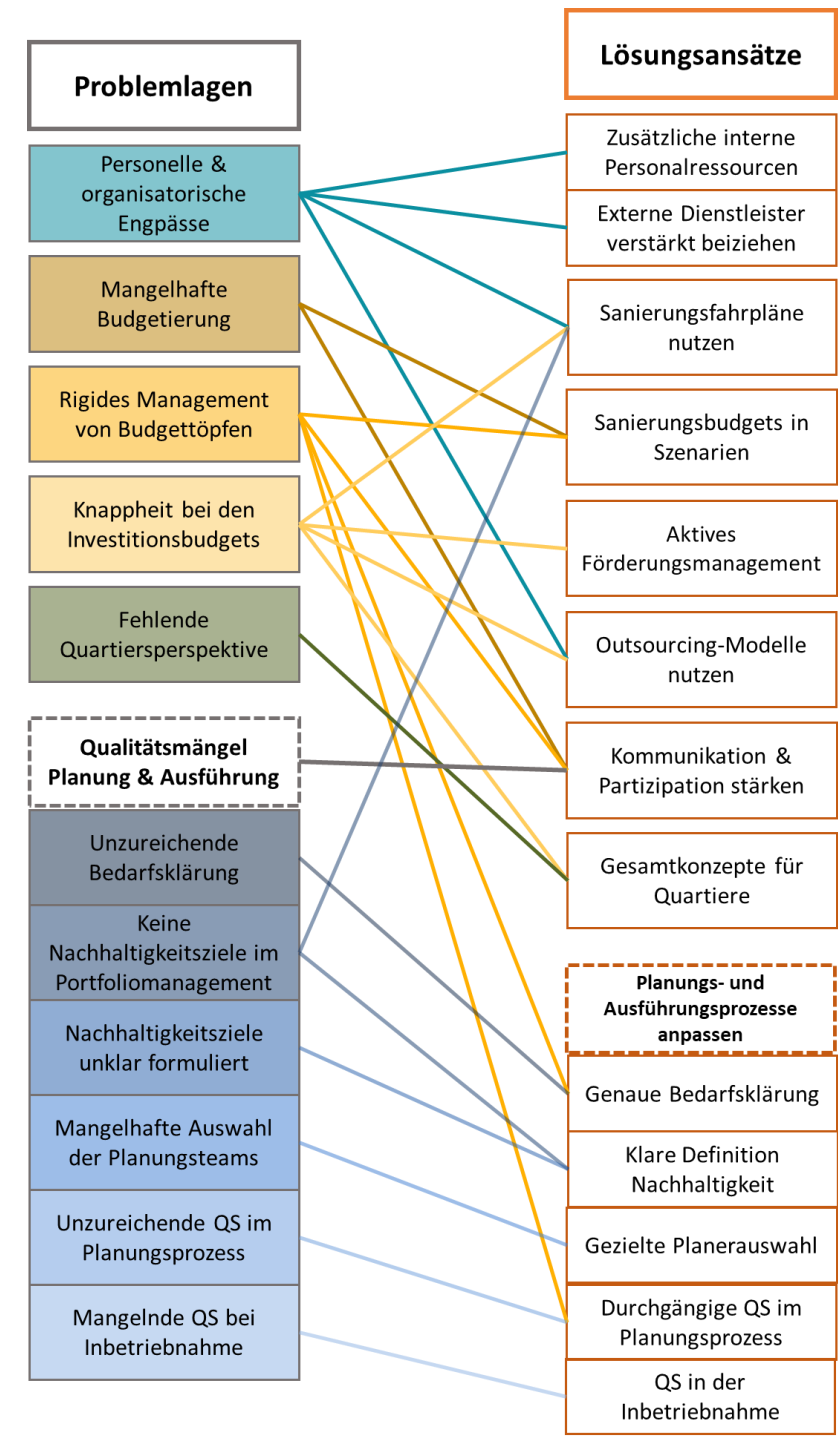 Problemlagen
Personelle &
organisatorische
Engpässe
Mangelhafte
Budgetierung
Rigides Management
von Budgettöpfen
Knappheit bei den
Investitionsbudgets
Fehlende
Quartiersperspektive
Qualitätsmängel
Planung & Ausführung
Unzureichende
Bedarfsklärung
Keine
Nachhaltigkeitsziele im
Portfoliomanagement
Nachhaltigkeitsziele
unklar formuliert
Mangelhafte Auswahl
der Planungsteams
Unzureichende QS im
Planungsprozess
Mangelnde QS bei
Inbetriebnahme
Lösungsansätze
Zusätzliche interne
Personalressourcen
Externe Dienstleister
verstärkt beiziehen
Sanierungsfahrpläne
nutzen
Sanierungsbudgets in
Szenarien
Aktives
Förderungsmanagement
Outsourcing-Modelle
nutzen
Kommunikation &
Partizipation stärken
Gesamtkonzepte für
Quartiere
Planungs- und
Ausführungsprozesse
anpassen
Genaue Bedarfsklärung
Klare Definition
Nachhaltigkeit
Gezielte Planerauswahl
Durchgängige QS im
Planungsprozess
QS in der
Inbetriebnahme